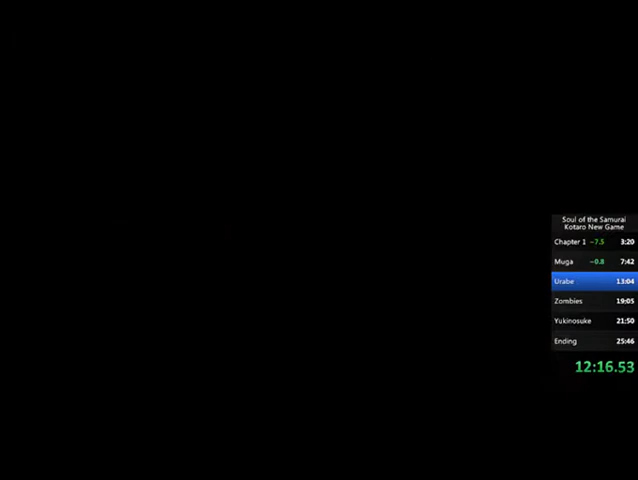 Soul of the Samurai
Kotaro New Game
Chapter 1 −7.5 3:20
Muga −0.8 7:42
Urabe 13:04
Zombies 19:05
Yukinosuke 21:50
Ending 25:46
12:16.53